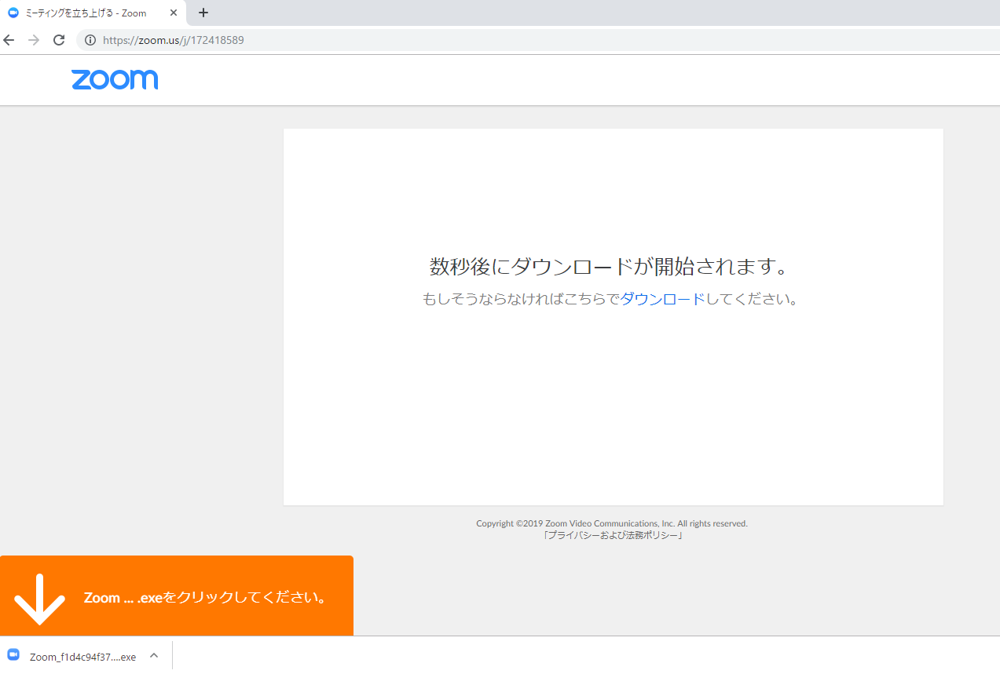 ミーティングを立ち上げる - Zoom
https://zoom.us/j/172418589
zoom
数秒後にダウンロードが開始されます。
もしそうならなければこちらでダウンロードしてください。
Copyright ©2019 Zoom Video Communications, Inc. All rights reserved.
「プライバシーおよび法務ポリシー」
Zoom ... .exeをクリックしてください。
Zoom_f1d4c94f37....exe